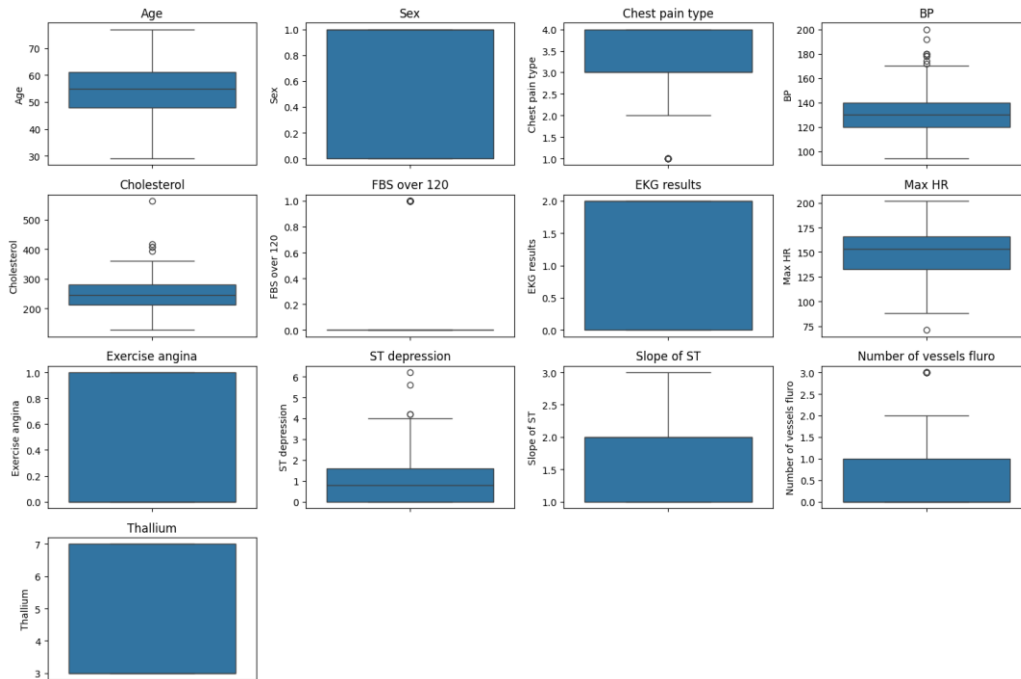 Age
Sex
Chest pain type
BP
70
60
50
40
30
Age
1.0
0.8
0.6
0.4
0.2
0.0
Sex
4.0
3.5
3.0
2.5
2.0
1.5
1.0
Chest pain type
200
180
160
140
120
100
BP
Cholesterol
FBS over 120
EKG results
Max HR
500
400
300
200
Cholesterol
1.0
0.8
0.6
0.4
0.2
0.0
FBS over 120
2.0
1.5
1.0
0.5
0.0
EKG results
200
175
150
125
100
75
Max HR
Exercise angina
ST depression
Slope of ST
Number of vessels fluro
1.0
0.8
0.6
0.4
0.2
0.0
Exercise angina
6
5
4
3
2
1
0
ST depression
3.0
2.5
2.0
1.5
1.0
Slope of ST
3.0
2.5
2.0
1.5
1.0
0.5
0.0
Number of vessels fluro
Thallium
7
6
5
4
3
Thallium